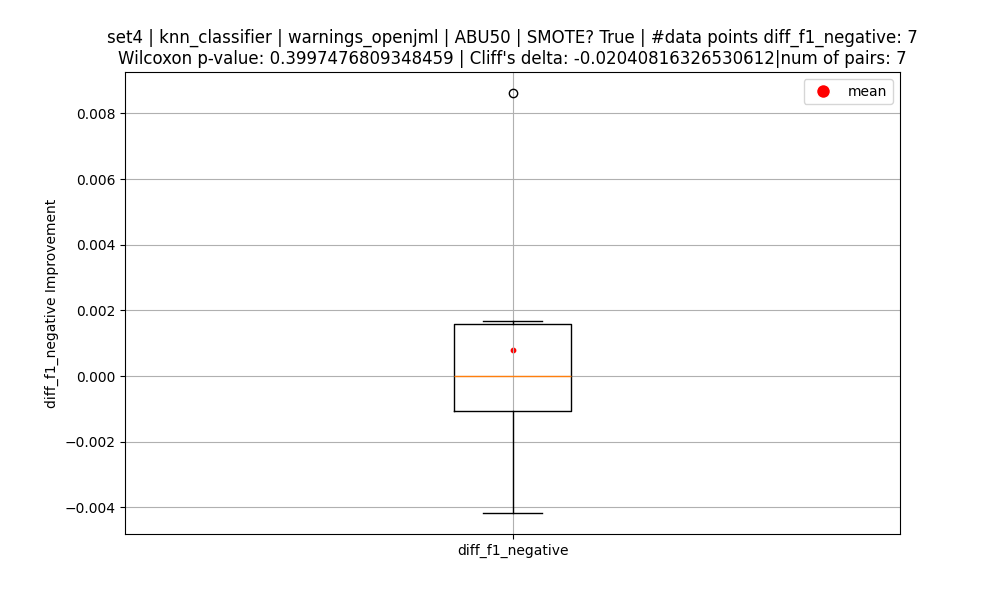 set4 | knn_classifier | warnings_openjml | ABU50 | SMOTE? True | #data points diff_f1_negative: 7
Wilcoxon p-value: 0.3997476809348459 | Cliff's delta: -0.02040816326530612|num of pairs: 7
mean
0.008
0.006
0.004
0.002
0.000
−0.002
−0.004
diff_f1_negative Improvement
diff_f1_negative